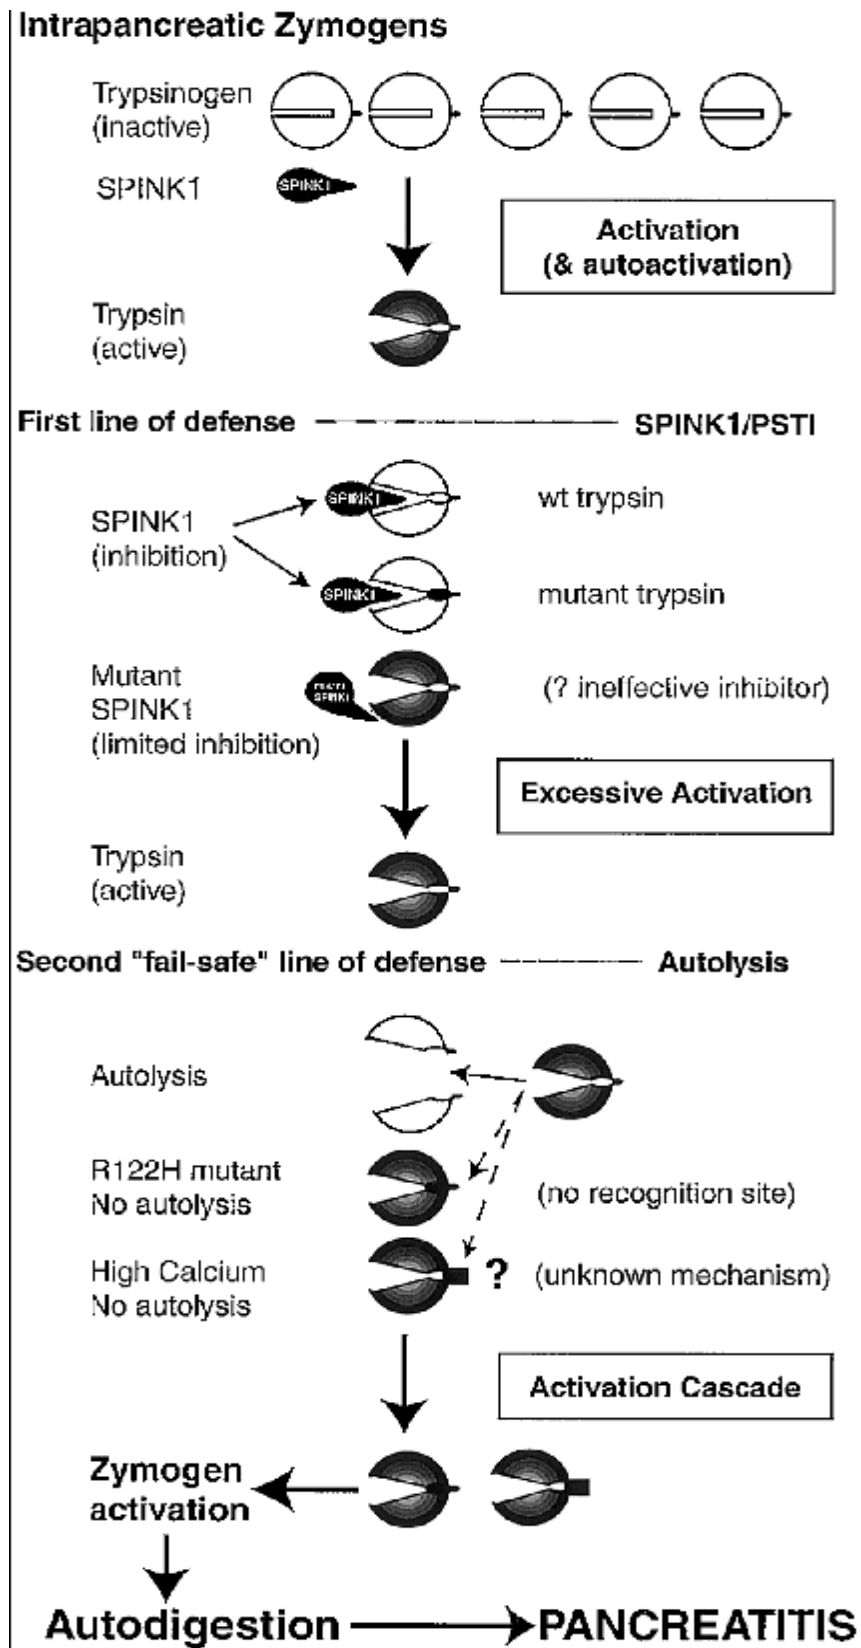 Intrapancreatic Zymogens
Trypsinogen
(inactive)
SPINK1
SPINK1
Activation
(& autoactivation)
Trypsin
(active)
First line of defense
SPINK1/PSTI
SPINK1
(inhibition)
SPINK1
wt trypsin
SPINK1
mutant trypsin
Mutant
SPINK1
(limited inhibition)
SPINK1
(? ineffective inhibitor)
Excessive Activation
Trypsin
(active)
Second "fail-safe" line of defense
Autolysis
Autolysis
R122H mutant
No autolysis
(no recognition site)
High Calcium
No autolysis
?
(unknown mechanism)
Activation Cascade
Zymogen
activation
Autodigestion
PANCREATITIS